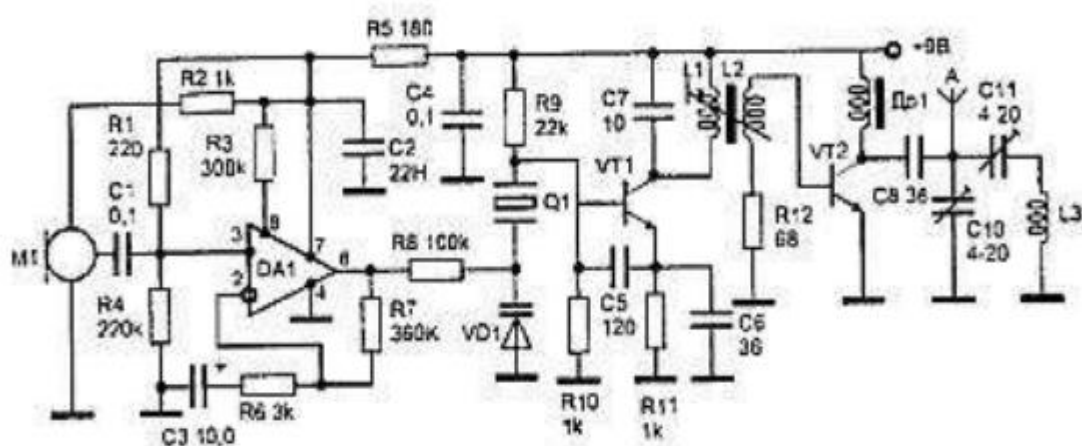 R5 180
+9В
R2 1k
R1
220
R3
300k
C4
0,1
C2
22Н
R9
22k
C7
10
L1 L2
Др1
A
C11
4-20
C1
0,1
M1
3
2
8
7
6
4
DA1
R8 100k
Q1
VT1
VT2
R12
68
C8 36
C10
4-20
L3
R4
220k
R7
360K
VD1
C5
120
C6
36
R6 3k
C3 10,0
+
R10
1k
R11
1k